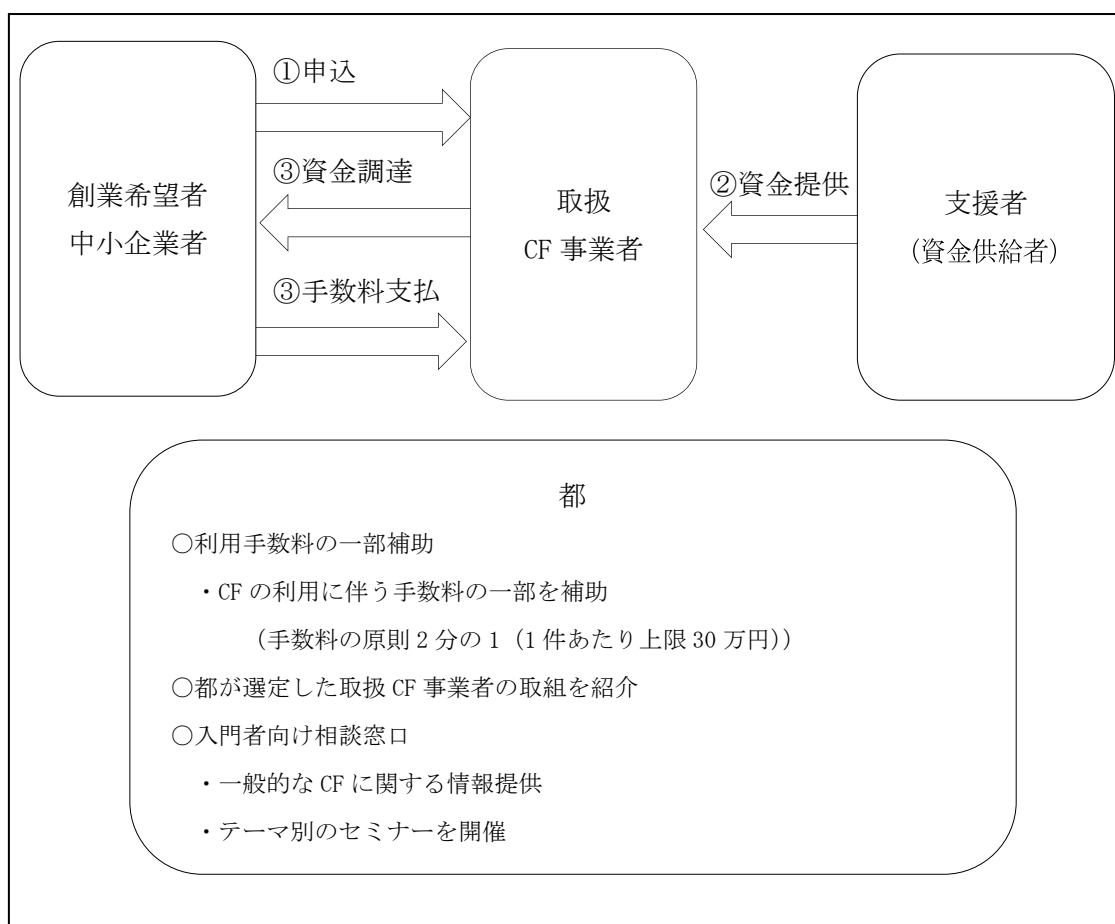 ①申込
③資金調達
③手数料支払
創業希望者
中小企業者
取扱
CF 事業者
②資金提供
支援者
（資金供給者）
都
○利用手数料の一部補助
・CF の利用に伴う手数料の一部を補助
（手数料の原則 2 分の 1（1 件あたり上限 30 万円））
○都が選定した取扱 CF 事業者の取組を紹介
○入門者向け相談窓口
・一般的な CF に関する情報提供
・テーマ別のセミナーを開催